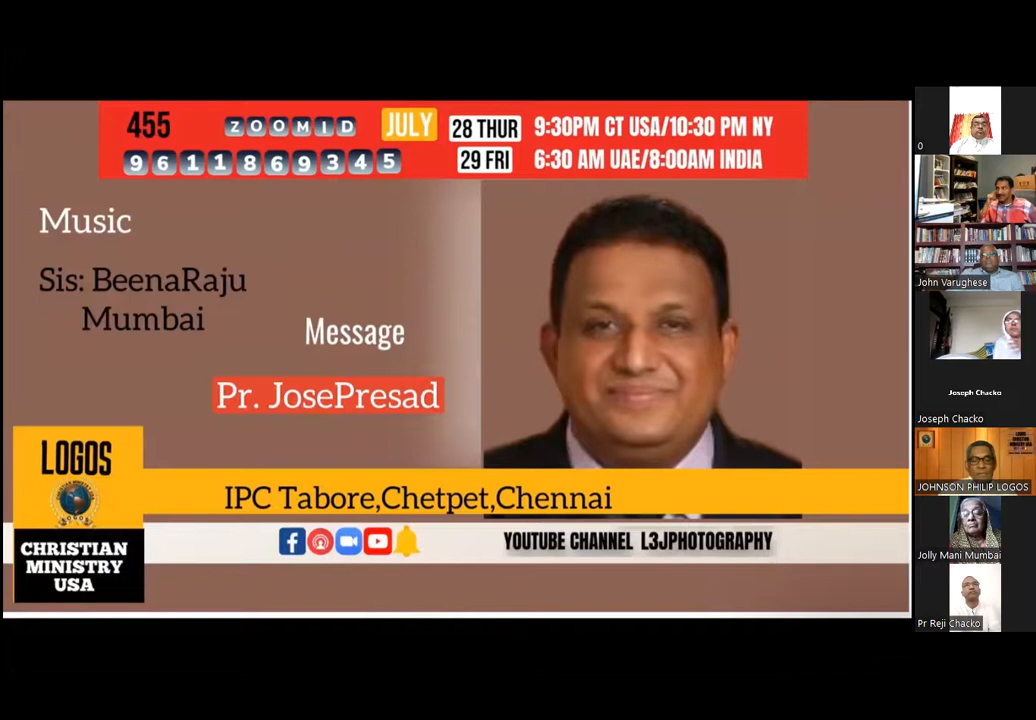 455 ZOOMID JULY 28 THUR 9:30PM CT USA/10:30 PM NY
9611869345 29 FRI 6:30 AM UAE/8:00AM INDIA
Music
Sis: BeenaRaju
Mumbai
Message
Pr. JosePresad
LOGOS
IPC Tabore,Chetpet,Chennai
CHRISTIAN
MINISTRY
USA
YOUTUBE CHANNEL L3JPHOTOGRAPHY
0
John Varughese
Joseph Chacko
Joseph Chacko
JOHNSON PHILIP LOGOS
Jolly Mani Mumbai
Pr Reji Chacko